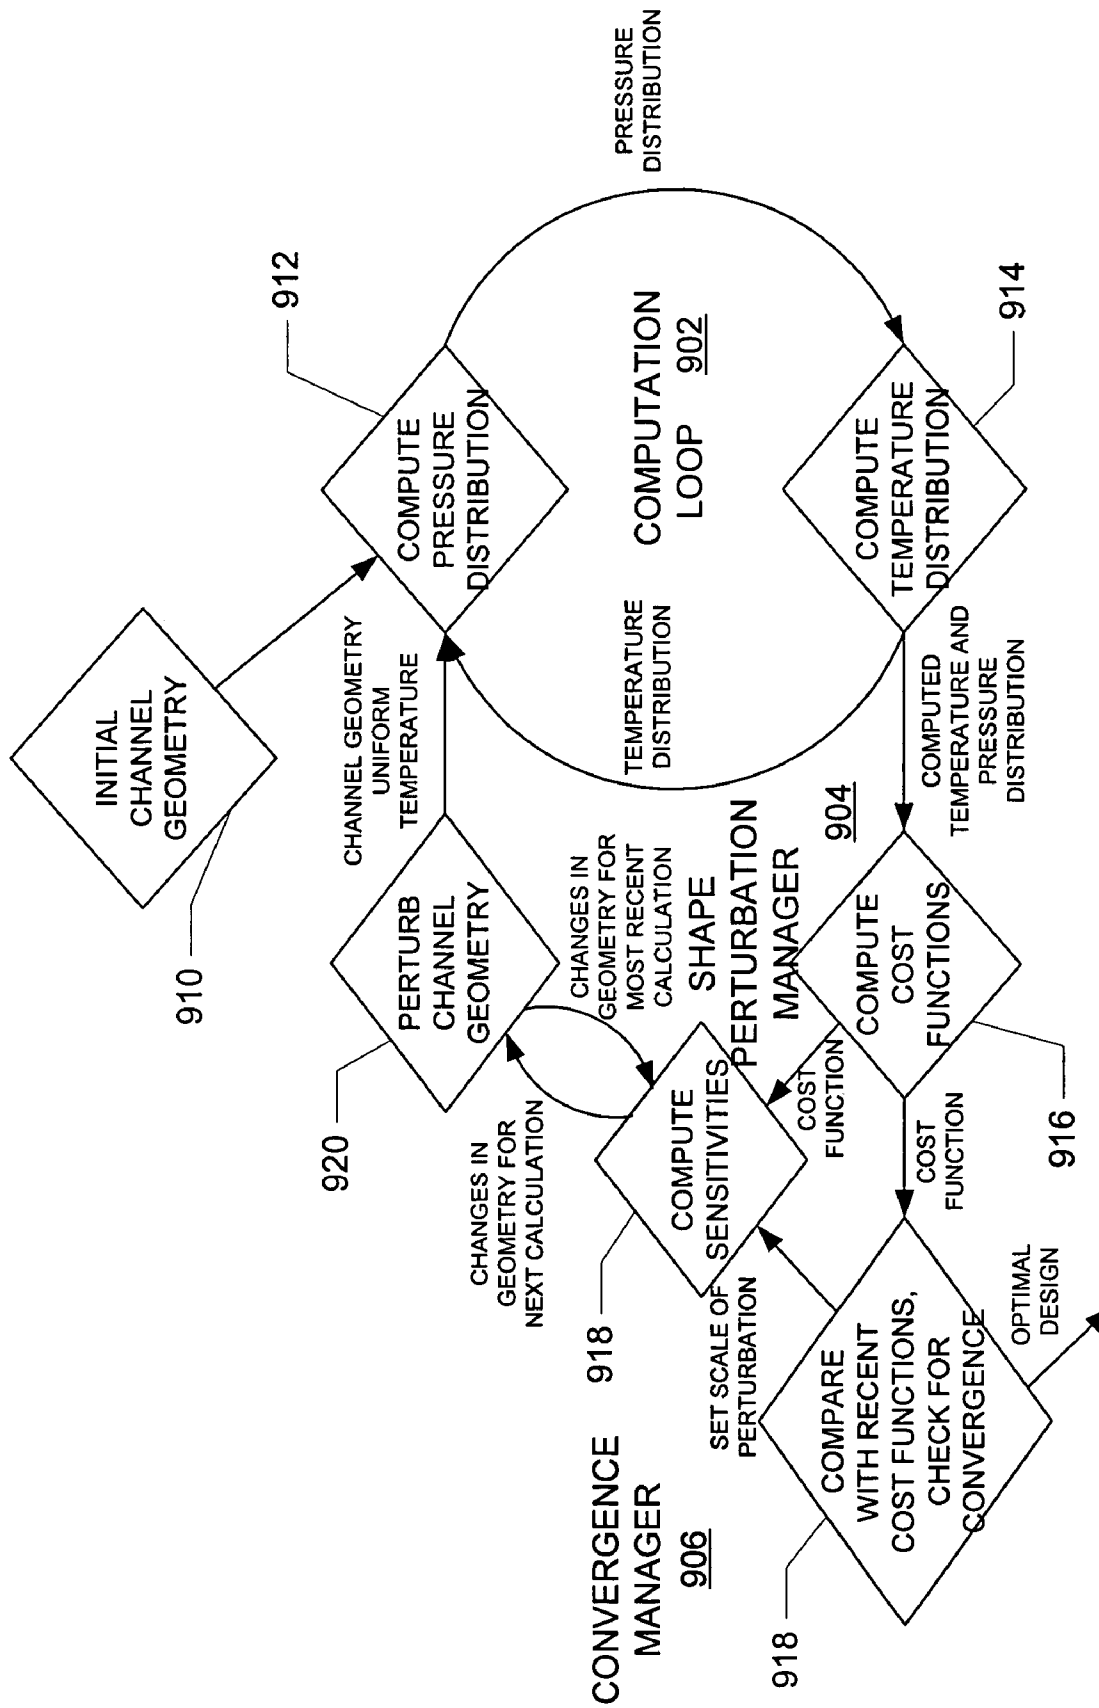 INITIAL
CHANNEL
GEOMETRY
910
912
COMPUTE
PRESSURE
DISTRIBUTION
PRESSURE
DISTRIBUTION
CHANNEL GEOMETRY
UNIFORM
TEMPERATURE
920
PERTURB
CHANNEL
GEOMETRY
COMPUTATION
LOOP
902
TEMPERATURE
DISTRIBUTION
914
COMPUTE
TEMPERATURE
DISTRIBUTION
CHANGES IN
GEOMETRY FOR
MOST RECENT
CALCULATION
CHANGES IN
GEOMETRY FOR
NEXT CALCULATION
SHAPE
PERTURBATION
MANAGER
904
COMPUTED
TEMPERATURE AND
PRESSURE
DISTRIBUTION
918
COMPUTE
SENSITIVITIES
COST
FUNCTION
COMPUTE
COST
FUNCTIONS
916
COST
FUNCTION
SET SCALE OF
PERTURBATION
CONVERGENCE
MANAGER
906
918
COMPARE
WITH RECENT
COST FUNCTIONS,
CHECK FOR
CONVERGENCE
OPTIMAL
DESIGN